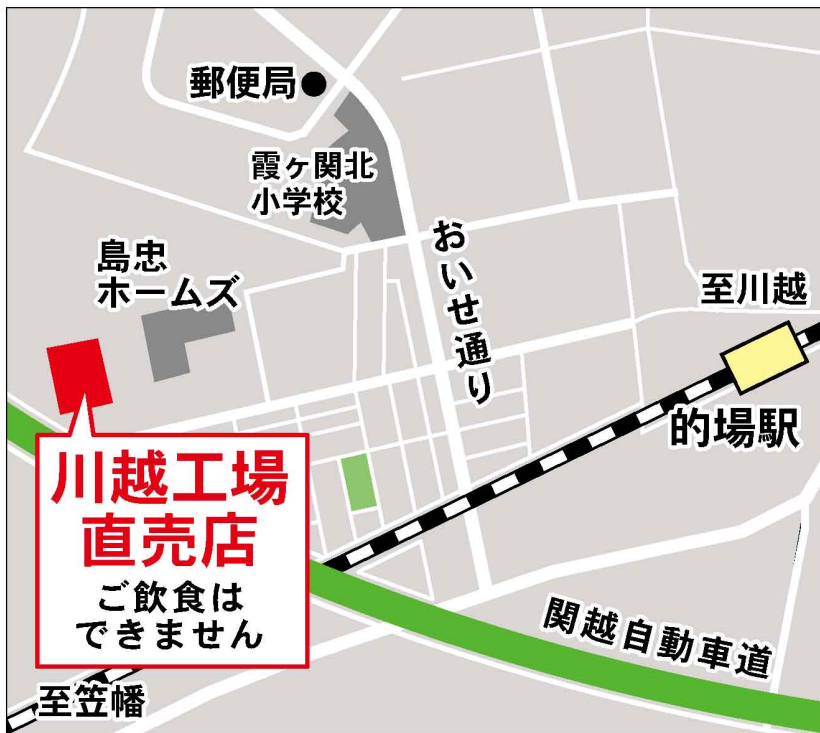 郵便局
霞ヶ関北
小学校
島忠
ホームズ
おいせ通り
至川越
的場駅
川越工場
直売店
ご飲食は
できません
関越自動車道
至笠幡